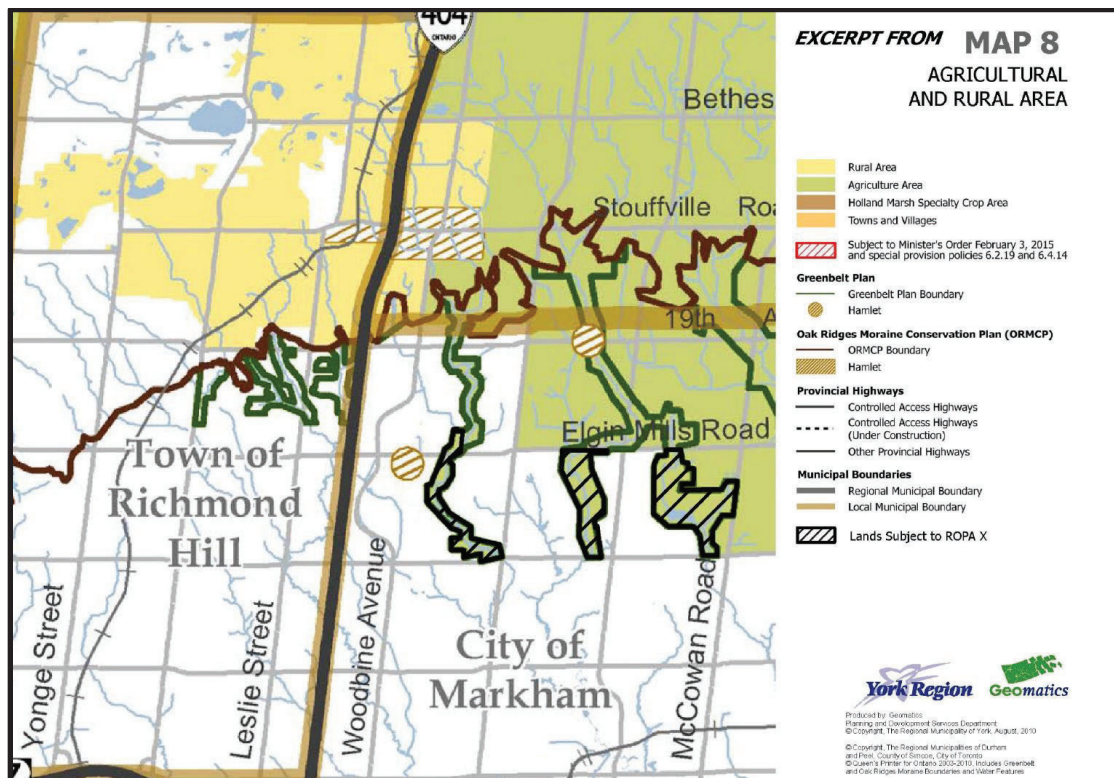 404
ONTARIO
Bethes
Stouffville Roa
19th A
Elgin Mills Road
Town of
Richmond
Hill
City of
Markham
Yonge Street
Leslie Street
Woodbine Avenue
McCowan Road
7
EXCERPT FROM MAP 8
AGRICULTURAL
AND RURAL AREA
Rural Area
Agriculture Area
Holland Marsh Specialty Crop Area
Towns and Villages
Subject to Minister's Order February 3, 2015
and special provision policies 6.2.19 and 6.4.14
Greenbelt Plan
Greenbelt Plan Boundary
Hamlet
Oak Ridges Moraine Conservation Plan (ORMCP)
ORMCP Boundary
Hamlet
Provincial Highways
Controlled Access Highways
Controlled Access Highways
(Under Construction)
Other Provincial Highways
Municipal Boundaries
Regional Municipal Boundary
Local Municipal Boundary
Lands Subject to ROPA X
York Region
Geomatics
Produced by: Geomatics
Planning and Development Services Department
© Copyright, The Regional Municipality of York, August, 2010
© Copyright, The Regional Municipalities of Durham
and Peel, County of Simcoe, City of Toronto
© Queen's Printer for Ontario 2003-2010, Includes Greenbelt
and Oak Ridges Moraine Boundaries and Water Features